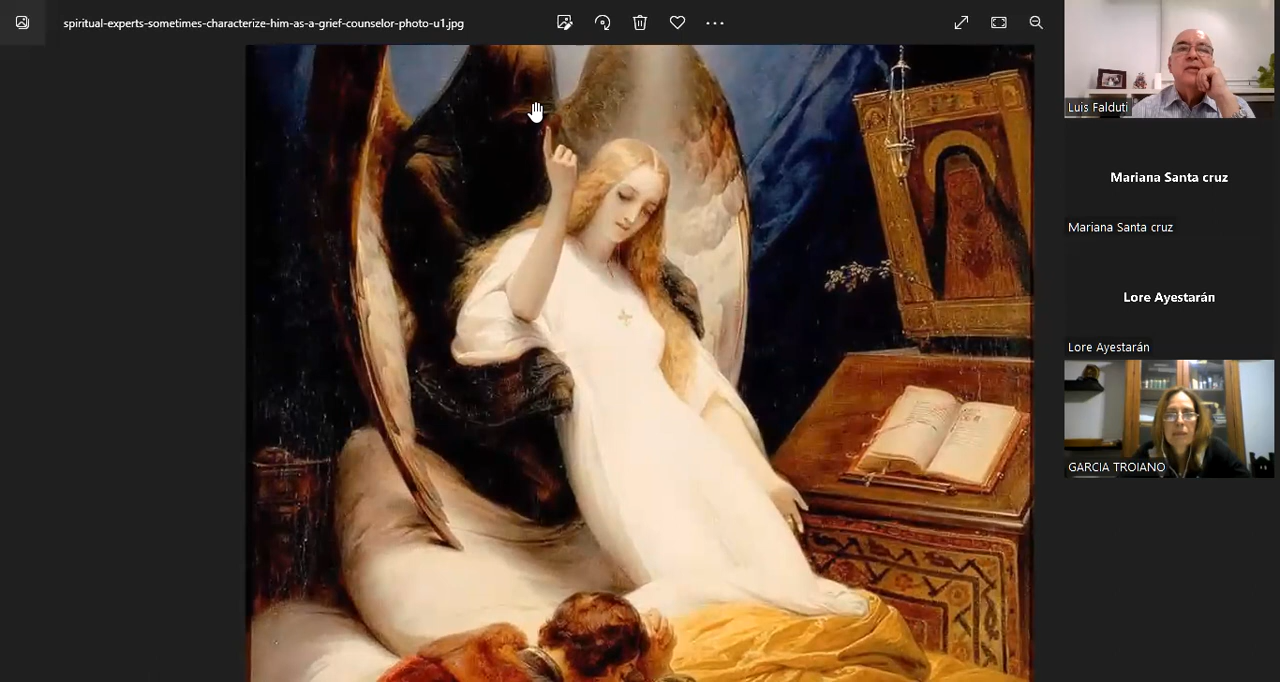 spiritual-experts-sometimes-characterize-him-as-a-grief-counselor-photo-u1.jpg
Luis Falduti
Mariana Santa cruz
Mariana Santa cruz
Lore Ayestarán
Lore Ayestarán
GARCIA TROIANO